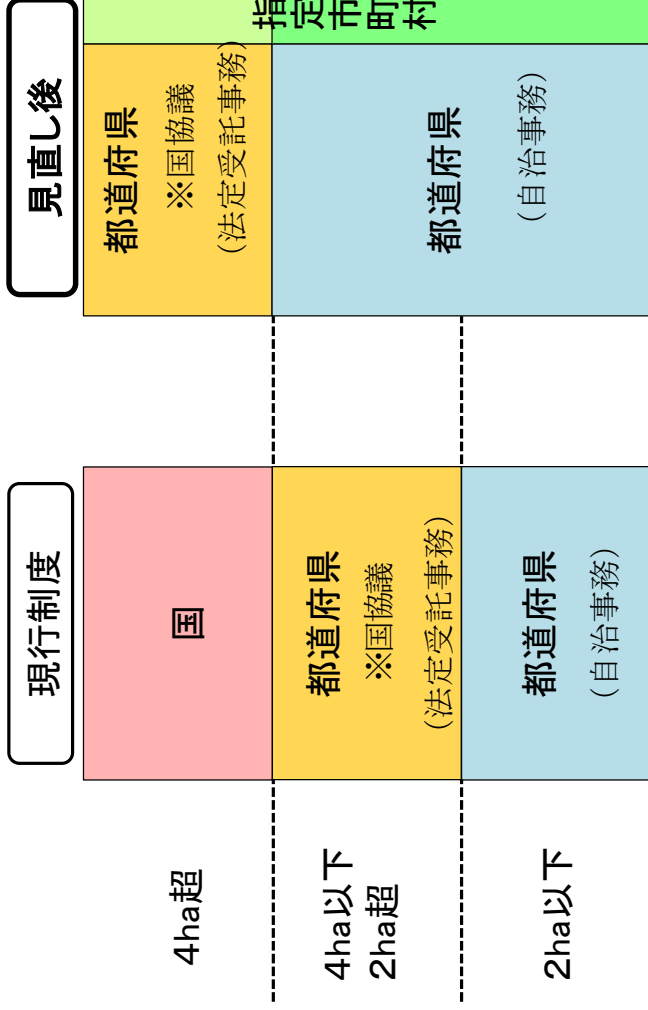 現行制度
見直し後
4ha超
国
都道府県
※国協議
(法定受託事務)
4ha以下
2ha超
都道府県
※国協議
(法定受託事務)
2ha以下
都道府県
(自治事務)
都道府県
(自治事務)
指定市町村